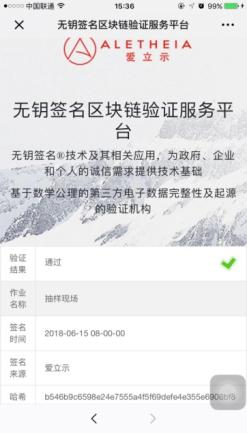 中国联通
15:36
99%
无钥签名区块链验证服务平台
ALETHEIA
爱立示
无钥签名区块链验证服务平
台
无钥签名®技术及其相关应用，为政府、企业
和个人的诚信需求提供技术基础
基于数学公理的第三方电子数据完整性及起源
的验证机构
验证
结果
通过
作业
名称
抽样现场
签名
时间
2018-06-15 08-00-00
签名
来源
爱立示
哈希
b546b9c6598e24e7555a4f5f69defe4e355e6906bf8